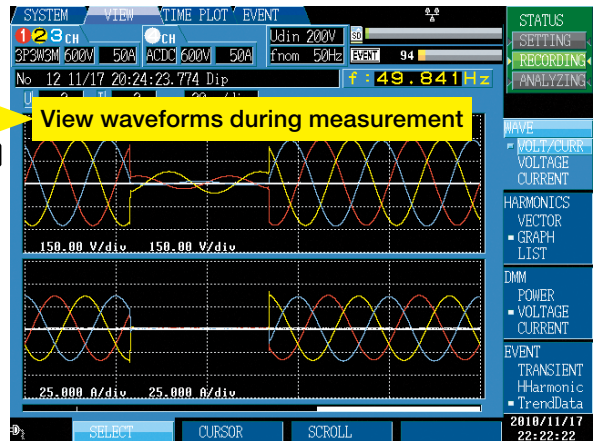 SYSTEM VIEW TIME PLOT EVENT
1 2 3 CH CH Udin 200V SD
3P3W3M 600V 50A ACDC 600V 50A fnom 50Hz EVENT 94
No 12 11/17 20:24:23.774 Dip f:49.841Hz
View waveforms during measurement
150.00 V/div 150.00 V/div
25.000 A/div 25.000 A/div
SELECT CURSOR SCROLL
STATUS
SETTING
RECORDING
ANALYZING
WAVE
VOLT/CURR
VOLTAGE
CURRENT
HARMONICS
VECTOR
GRAPH
LIST
DMM
POWER
VOLTAGE
CURRENT
EVENT
TRANSIENT
HHarmonic
TrendData
2010/11/17
22:22:22